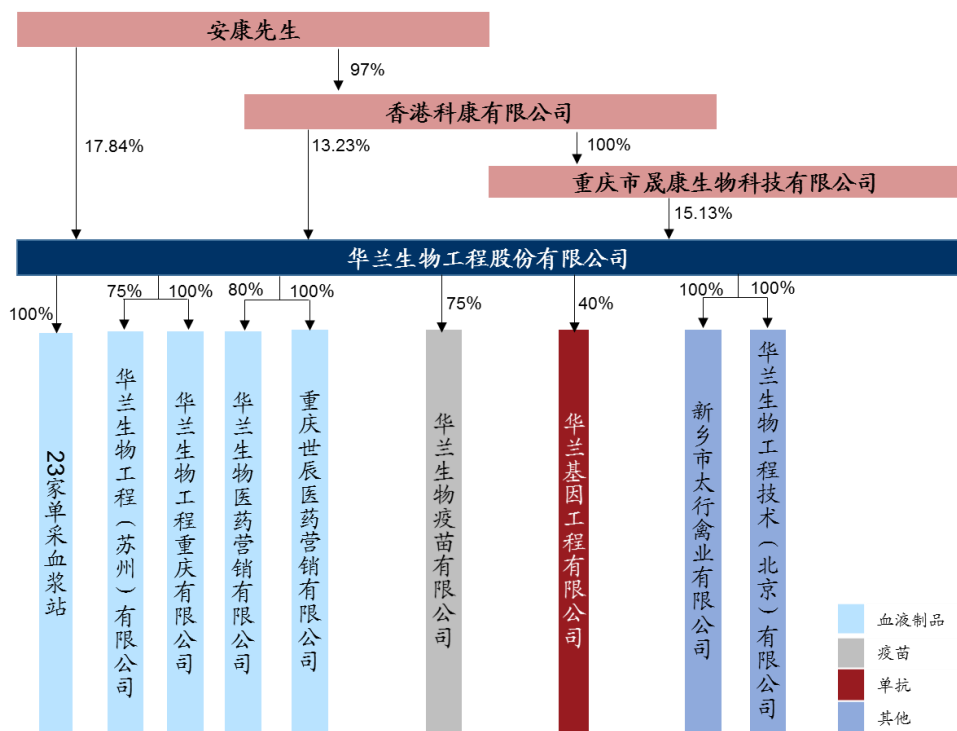 安康先生
97%
香港科康有限公司
17.84%
13.23%
100%
重庆市晟康生物科技有限公司
15.13%
华兰生物工程股份有限公司
100%
75%
100%
80%
100%
75%
40%
100%
100%
23家单采血浆站
华兰生物工程(苏州)有限公司
华兰生物工程重庆有限公司
华兰生物医药营销有限公司
重庆世辰医药营销有限公司
华兰生物疫苗有限公司
华兰基因工程有限公司
新乡市太行禽业有限公司
华兰生物工程技术(北京)有限公司
血液制品
疫苗
单抗
其他